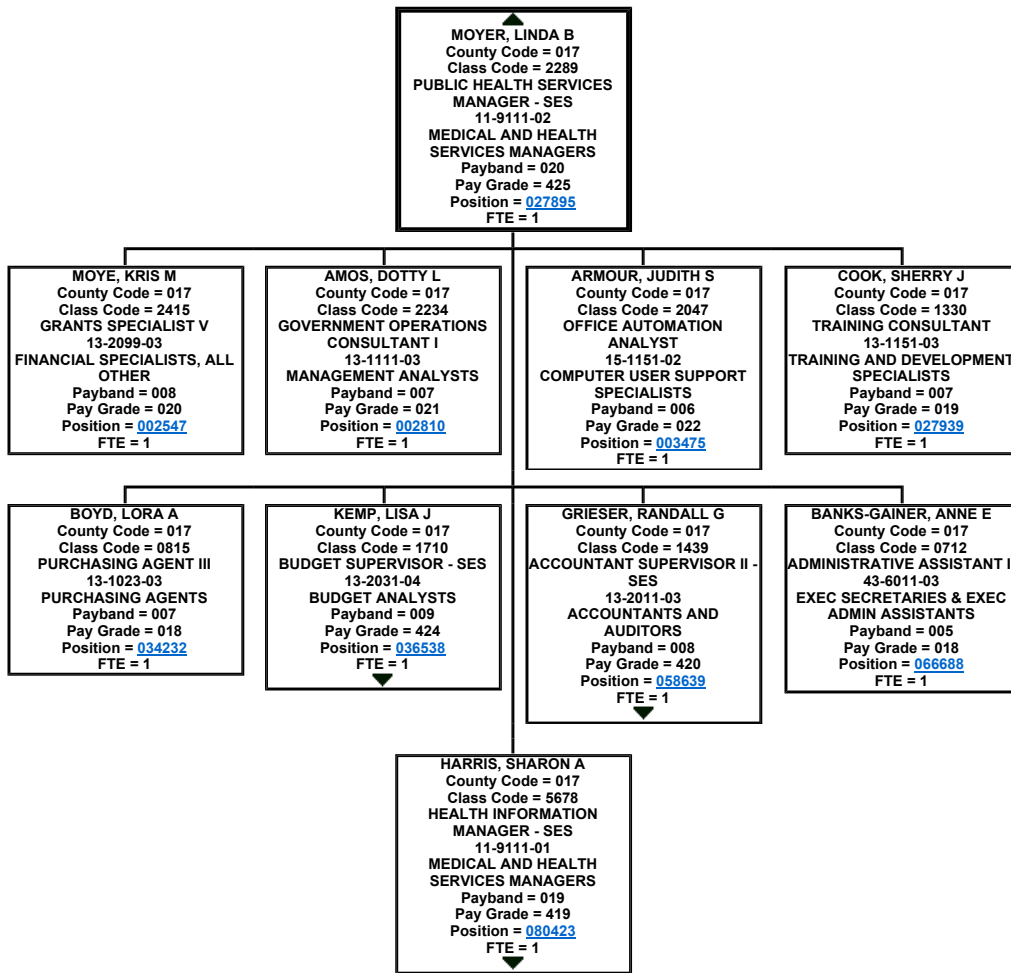 MOYER, LINDA B
County Code = 017
Class Code = 2289
PUBLIC HEALTH SERVICES
MANAGER - SES
11-9111-02
MEDICAL AND HEALTH
SERVICES MANAGERS
Payband = 020
Pay Grade = 425
Position = 027895
FTE = 1
MOYE, KRIS M
County Code = 017
Class Code = 2415
GRANTS SPECIALIST V
13-2099-03
FINANCIAL SPECIALISTS, ALL
OTHER
Payband = 008
Pay Grade = 020
Position = 002547
FTE = 1
AMOS, DOTTY L
County Code = 017
Class Code = 2234
GOVERNMENT OPERATIONS
CONSULTANT I
13-1111-03
MANAGEMENT ANALYSTS
Payband = 007
Pay Grade = 021
Position = 002810
FTE = 1
ARMOUR, JUDITH S
County Code = 017
Class Code = 2047
OFFICE AUTOMATION
ANALYST
15-1151-02
COMPUTER USER SUPPORT
SPECIALISTS
Payband = 006
Pay Grade = 022
Position = 003475
FTE = 1
COOK, SHERRY J
County Code = 017
Class Code = 1330
TRAINING CONSULTANT
13-1151-03
TRAINING AND DEVELOPMENT
SPECIALISTS
Payband = 007
Pay Grade = 019
Position = 027939
FTE = 1
BOYD, LORA A
County Code = 017
Class Code = 0815
PURCHASING AGENT III
13-1023-03
PURCHASING AGENTS
Payband = 007
Pay Grade = 018
Position = 034232
FTE = 1
KEMP, LISA J
County Code = 017
Class Code = 1710
BUDGET SUPERVISOR - SES
13-2031-04
BUDGET ANALYSTS
Payband = 009
Pay Grade = 424
Position = 036538
FTE = 1
GRIESER, RANDALL G
County Code = 017
Class Code = 1439
ACCOUNTANT SUPERVISOR II -
SES
13-2011-03
ACCOUNTANTS AND
AUDITORS
Payband = 008
Pay Grade = 420
Position = 058639
FTE = 1
BANKS-GAINER, ANNE E
County Code = 017
Class Code = 0712
ADMINISTRATIVE ASSISTANT I
43-6011-03
EXEC SECRETARIES & EXEC
ADMIN ASSISTANTS
Payband = 005
Pay Grade = 018
Position = 066688
FTE = 1
HARRIS, SHARON A
County Code = 017
Class Code = 5678
HEALTH INFORMATION
MANAGER - SES
11-9111-01
MEDICAL AND HEALTH
SERVICES MANAGERS
Payband = 019
Pay Grade = 419
Position = 080423
FTE = 1